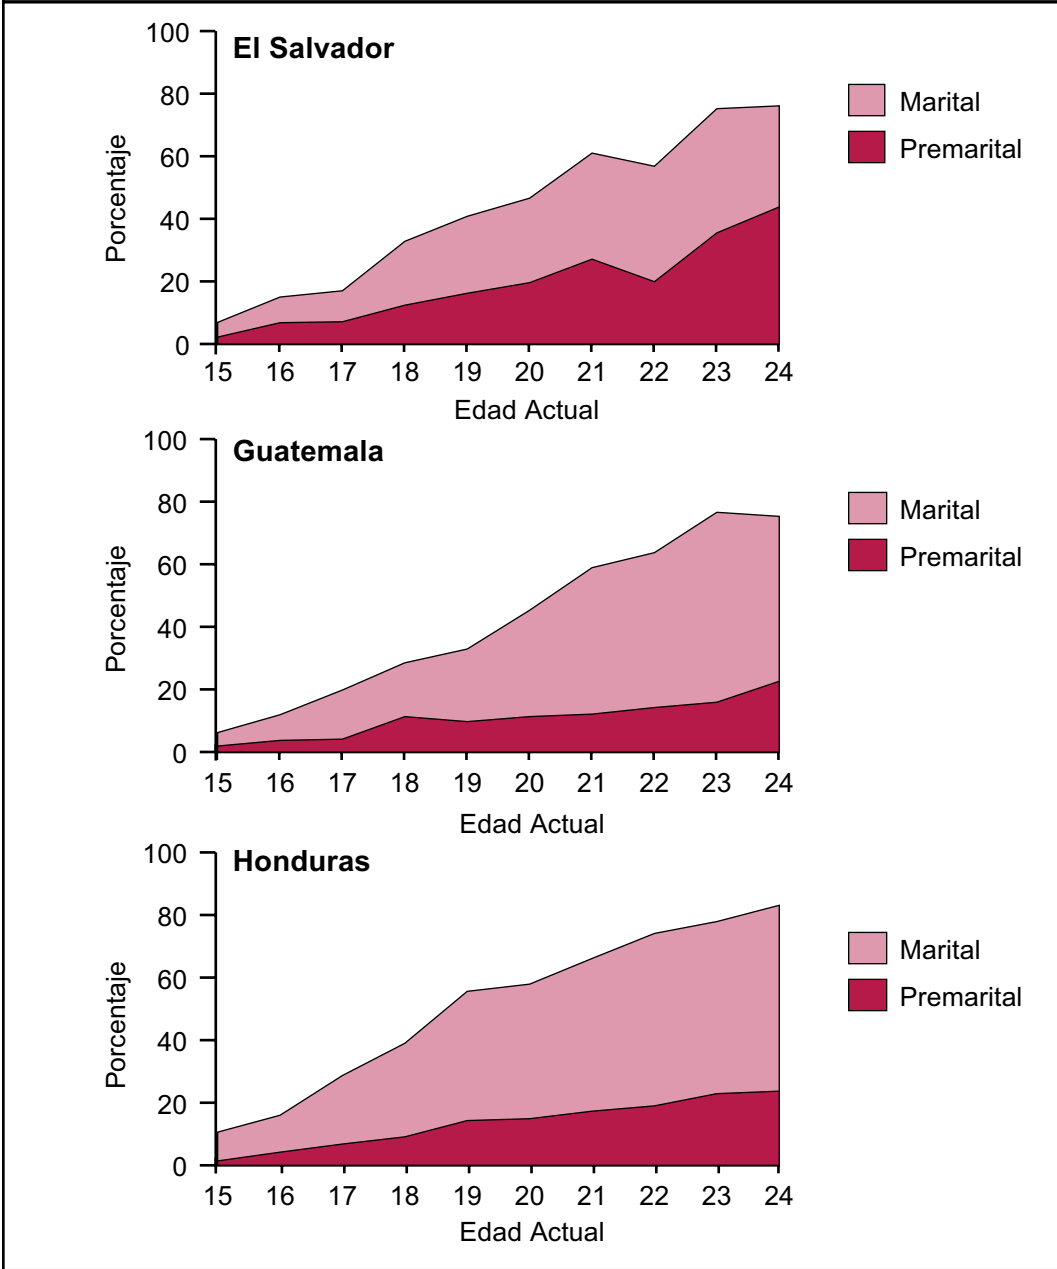 El Salvador
100
80
60
40
20
0
Porcentaje
15 16 17 18 19 20 21 22 23 24
Edad Actual
Marital
Premarital
Guatemala
100
80
60
40
20
0
Porcentaje
15 16 17 18 19 20 21 22 23 24
Edad Actual
Marital
Premarital
Honduras
100
80
60
40
20
0
Porcentaje
15 16 17 18 19 20 21 22 23 24
Edad Actual
Marital
Premarital